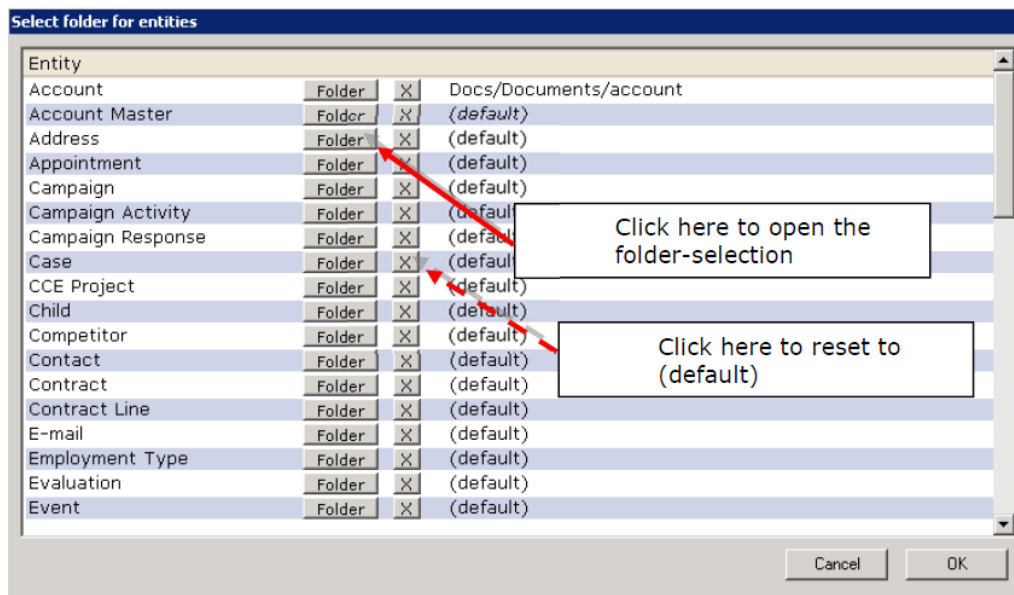 Select folder for entities
Entity
Account Folder X Docs/Documents/account
Account Master Folder X (default)
Address Folder X (default)
Appointment Folder X (default)
Campaign Folder X (default)
Campaign Activity Folder X (defaul
Campaign Response Folder X (defaul
Click here to open the
folder-selection
Case Folder X (default
CCE Project Folder X (default)
Child Folder X (default)
Competitor Folder X (default)
Contact Folder X (default)
Click here to reset to
(default)
Contract Folder X (default)
Contract Line Folder X (default)
E-mail Folder X (default)
Employment Type Folder X (default)
Evaluation Folder X (default)
Event Folder X (default)
Cancel OK